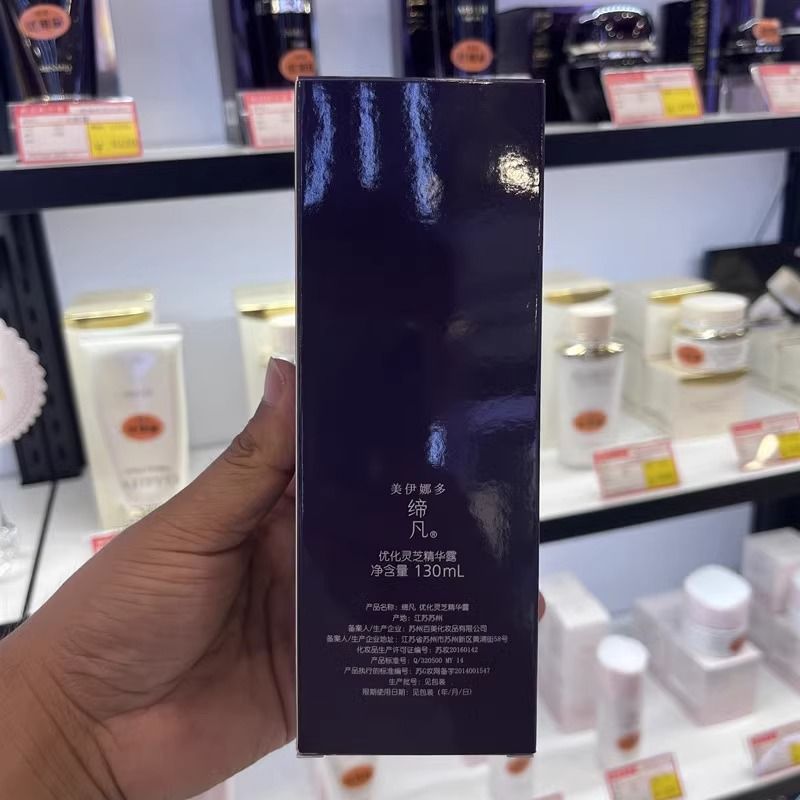 美伊娜多
缔
凡®
优化灵芝精华露
净含量 130mL
产品名称: 缔凡 优化灵芝精华露
产地: 江苏苏州
备案人/生产企业: 苏州百美化妆品有限公司
备案人/生产企业地址: 江苏省苏州市苏州新区黄浦街58号
化妆品生产许可证编号: 苏妆20160142
产品标准号: Q/320500 MY 14
产品执行的标准编号: 苏G妆网备字2014001547
生产批号: 见包装
限期使用日期: 见包装 (年/月/日)